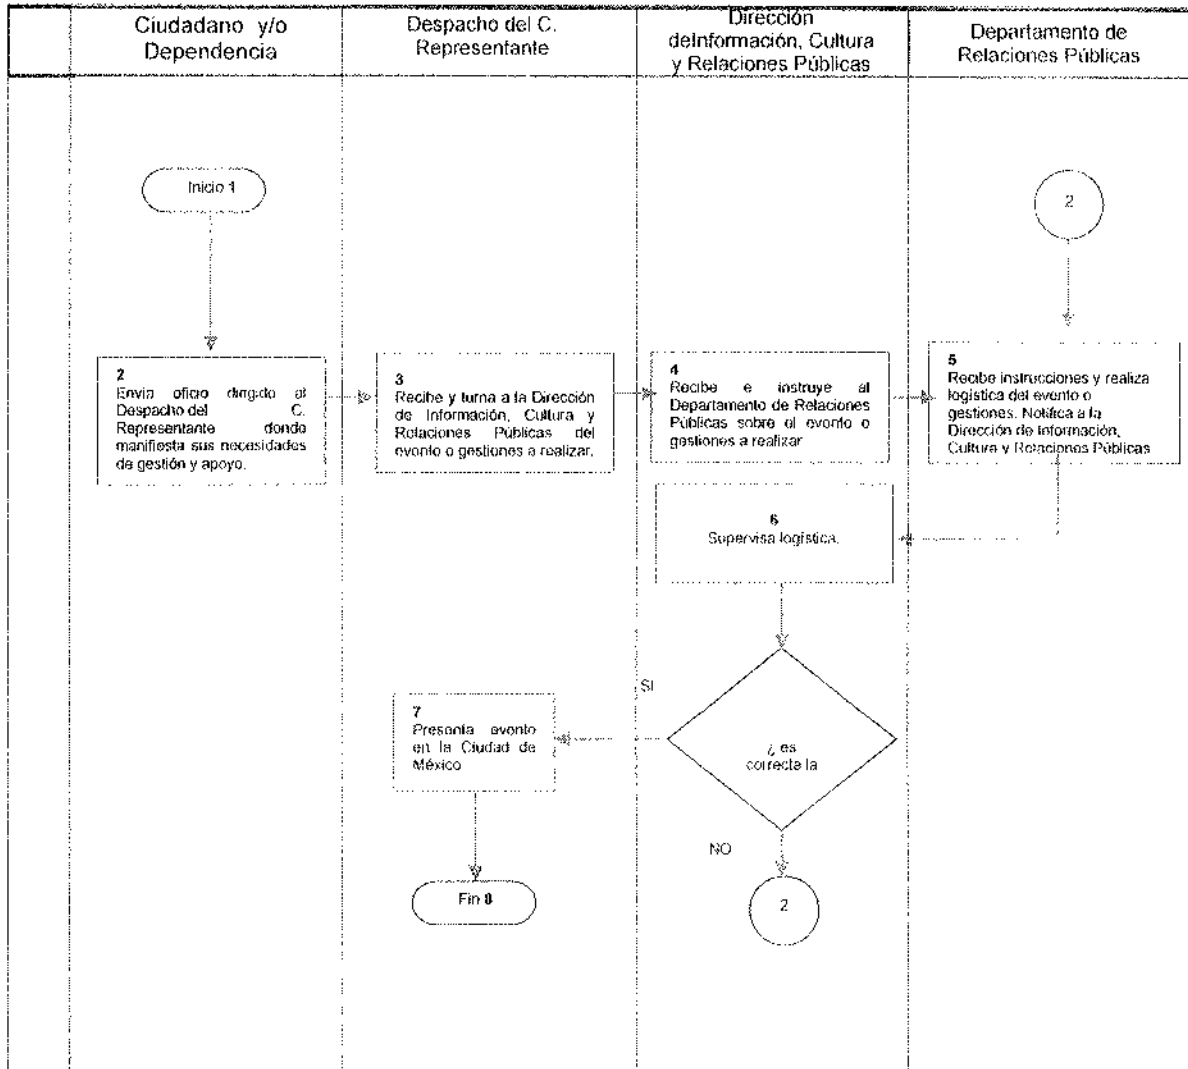 Ciudadano y/o
Dependencia
Despacho del C.
Representante
Dirección
deInformación, Cultura
y Relaciones Públicas
Departamento de
Relaciones Públicas
Inicio 1
2
2
Envia oficio dirigido al
Despacho del C.
Representante donde
manifiesta sus necesidades
de gestión y apoyo.
3
Recibe y turna a la Dirección
de Información, Cultura y
Relaciones Públicas del
evento o gestiones a realizar.
4
Recibe e instruye al
Departamento de Relaciones
Públicas sobre el evento o
gestiones a realizar
5
Recibe instrucciones y realiza
logística del evento o
gestiones. Notifica a la
Dirección de Información,
Cultura y Relaciones Públicas
6
Supervisa logística.
SI
7
Presenta evento
en la Ciudad de
México
¿ es
correcta la
NO
Fin 8
2